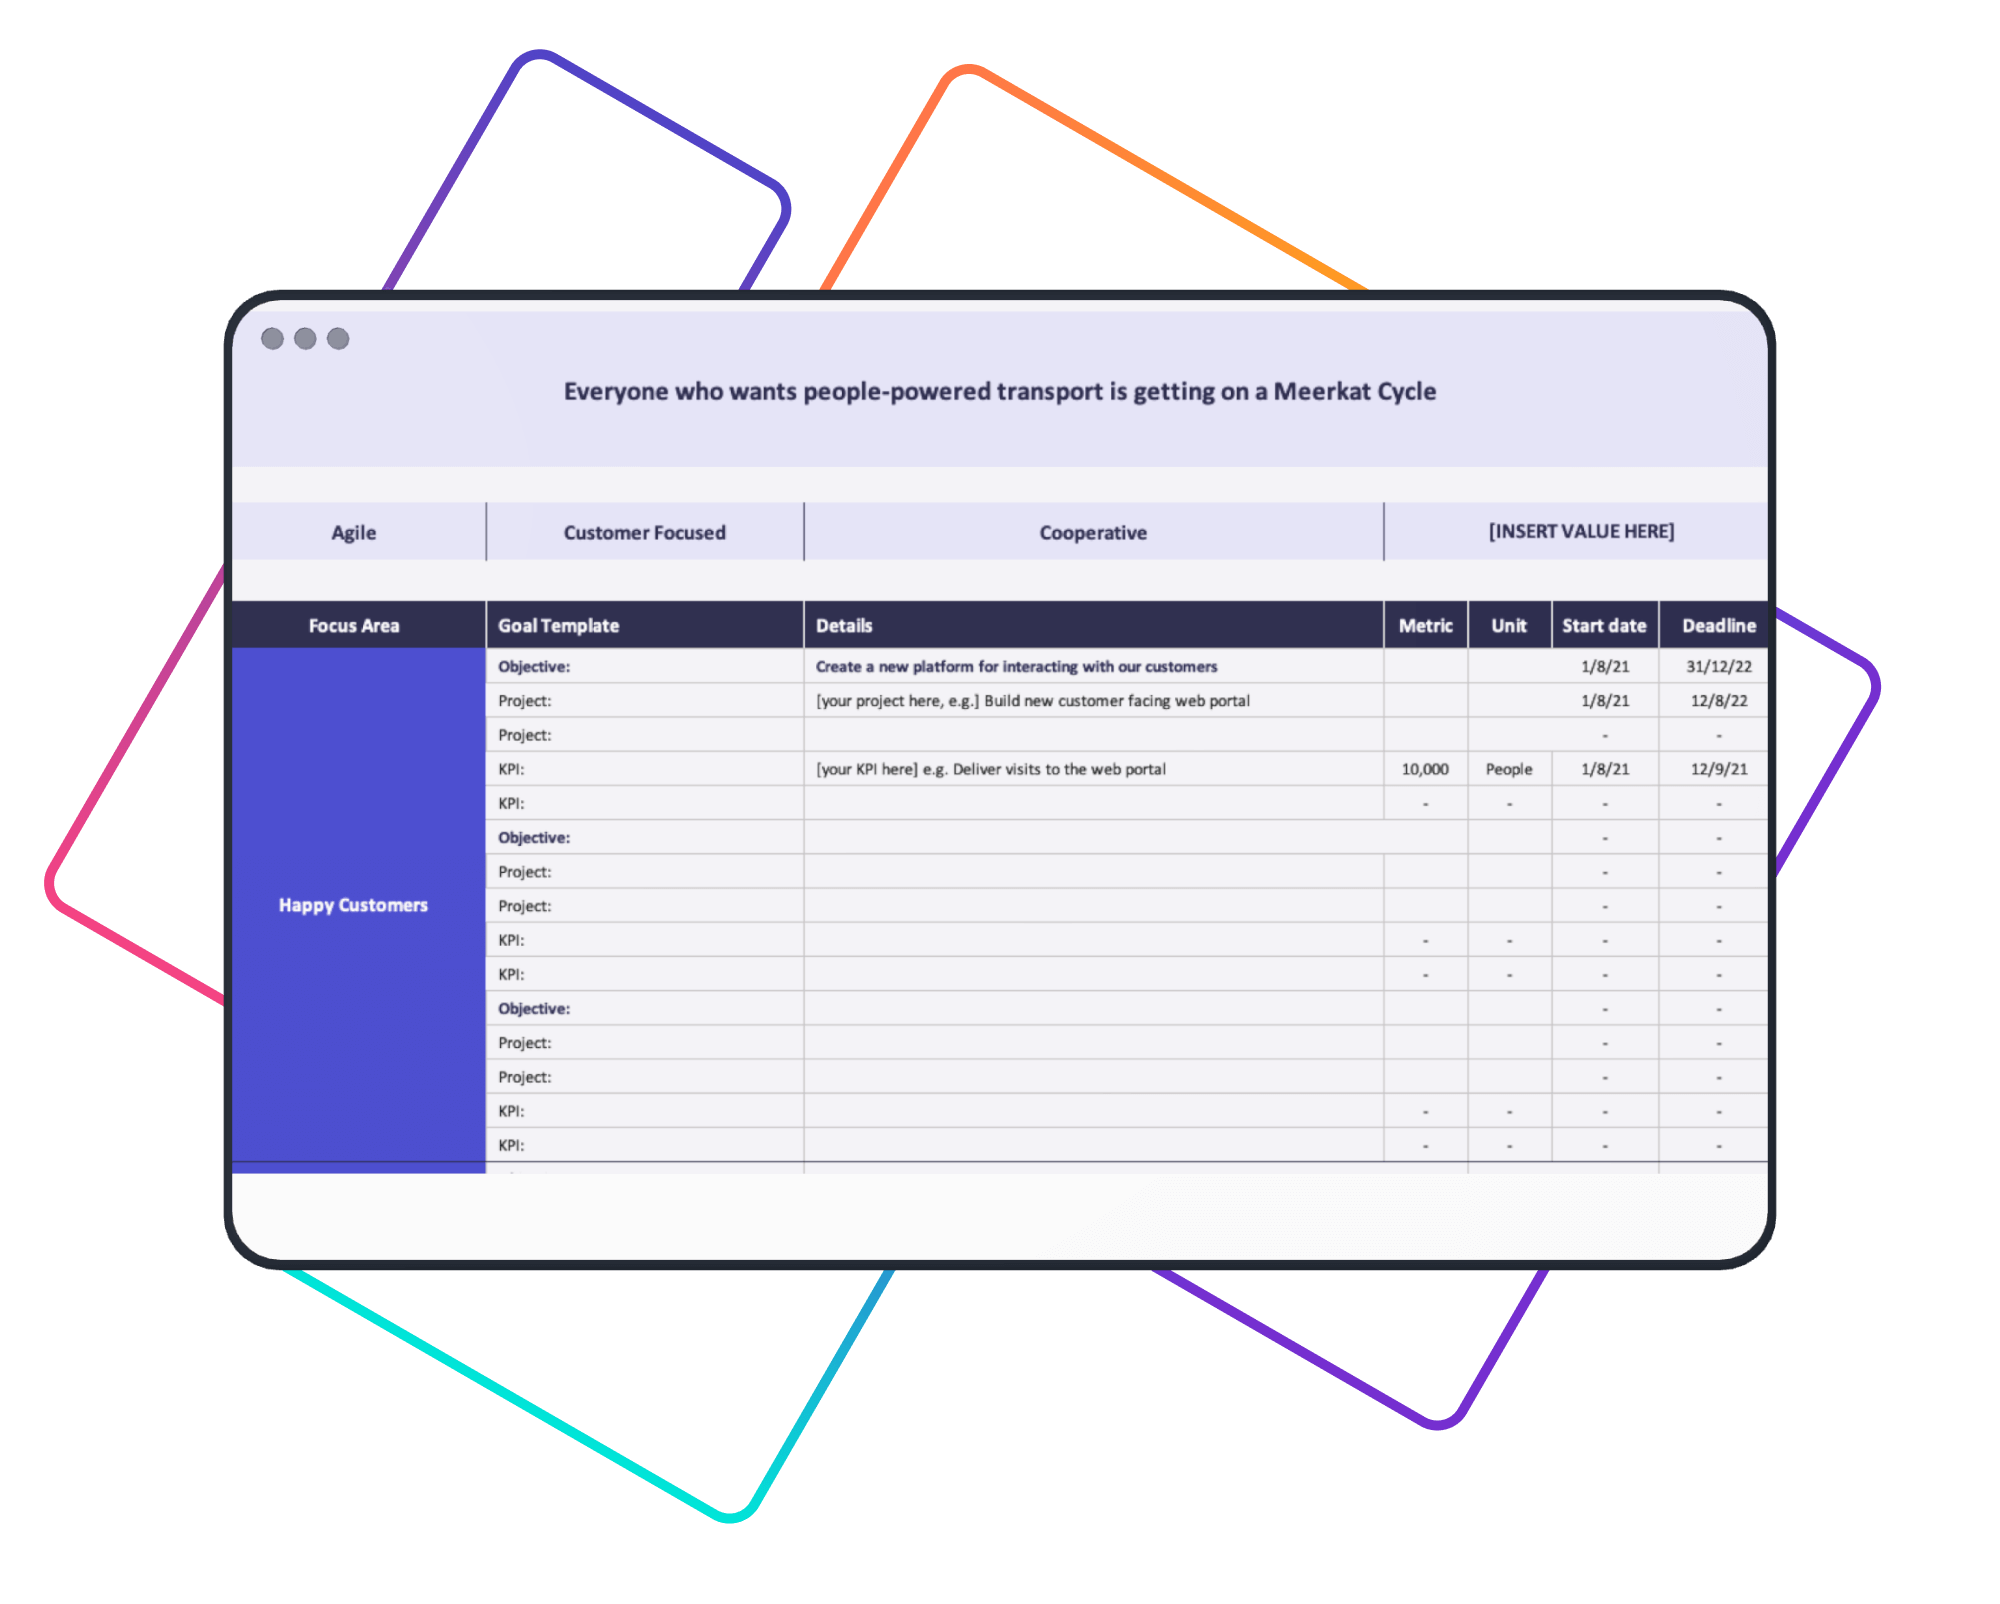 Everyone who wants people-powered transport is getting on a Meerkat Cycle
Agile Customer Focused Cooperative [INSERT VALUE HERE]
Focus Area Goal Template Details Metric Unit Start date Deadline
Objective: Create a new platform for interacting with our customers 1/8/21 31/12/22
Project: [your project here, e.g.] Build new customer facing web portal 1/8/21 12/8/22
Project: - -
KPI: [your KPI here] e.g. Deliver visits to the web portal 10,000 People 1/8/21 12/9/21
KPI: - - - -
Objective: - -
Project: - -
Happy Customers Project: - -
KPI: - - - -
KPI: - - - -
Objective: - -
Project: - -
Project: - -
KPI: - - - -
KPI: - - - -